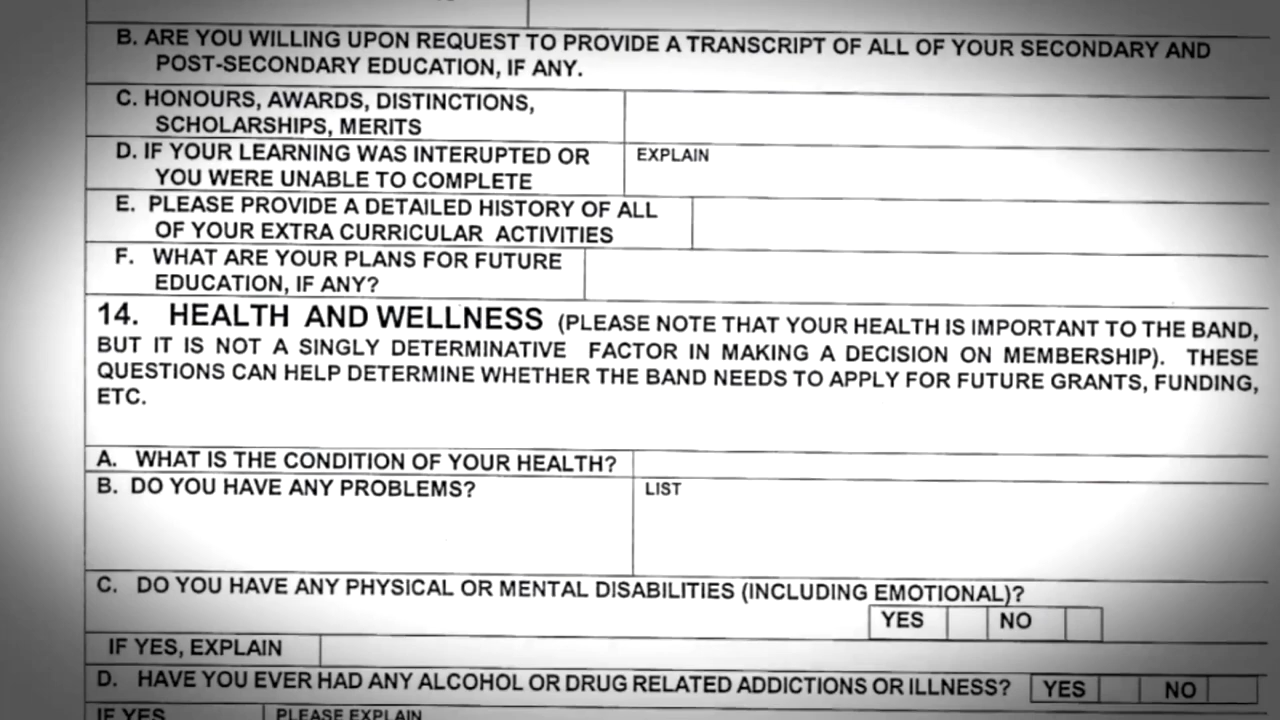 B. ARE YOU WILLING UPON REQUEST TO PROVIDE A TRANSCRIPT OF ALL OF YOUR SECONDARY AND
POST-SECONDARY EDUCATION, IF ANY.
C. HONOURS, AWARDS, DISTINCTIONS,
SCHOLARSHIPS, MERITS
D. IF YOUR LEARNING WAS INTERUPTED OR
YOU WERE UNABLE TO COMPLETE
EXPLAIN
E. PLEASE PROVIDE A DETAILED HISTORY OF ALL
OF YOUR EXTRA CURRICULAR ACTIVITIES
F. WHAT ARE YOUR PLANS FOR FUTURE
EDUCATION, IF ANY?
14. HEALTH AND WELLNESS (PLEASE NOTE THAT YOUR HEALTH IS IMPORTANT TO THE BAND,
BUT IT IS NOT A SINGLY DETERMINATIVE FACTOR IN MAKING A DECISION ON MEMBERSHIP). THESE
QUESTIONS CAN HELP DETERMINE WHETHER THE BAND NEEDS TO APPLY FOR FUTURE GRANTS, FUNDING,
ETC.
A. WHAT IS THE CONDITION OF YOUR HEALTH?
B. DO YOU HAVE ANY PROBLEMS?
LIST
C. DO YOU HAVE ANY PHYSICAL OR MENTAL DISABILITIES (INCLUDING EMOTIONAL)?
YES NO
IF YES, EXPLAIN
D. HAVE YOU EVER HAD ANY ALCOHOL OR DRUG RELATED ADDICTIONS OR ILLNESS? YES NO
IF YES PLEASE EXPLAIN